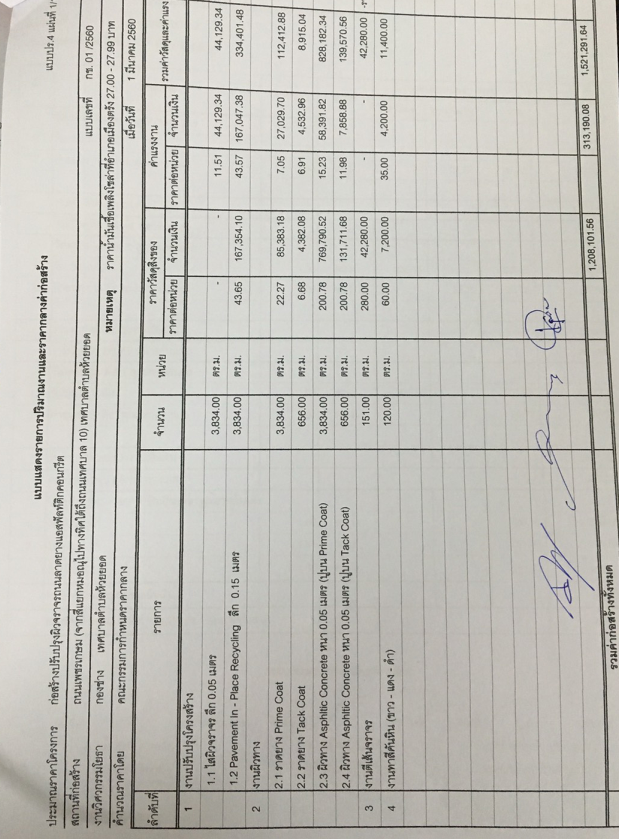 แบบปร.4 แผ่นที่ 1/
แบบแสดงรายการปริมาณงานและราคากลางค่าก่อสร้าง
ประมาณราคาโครงการ ก่อสร้างปรับปรุงผิวจราจรถนนลาดยางแอสฟัลท์ติกคอนกรีต
สถานที่ก่อสร้าง ถนนเพชรเกษม (จากสี่แยกหมอณุไปทางทิศใต้ถึงถนนเทศบาล 10) เทศบาลตำบลห้วยยอด แบบเลขที่ กช. 01 /2560
งานวิศวกรรมโยธา กองช่าง เทศบาลตำบลห้วยยอด หมายเหตุ ราคาน้ำมันเชื้อเพลิงโซล่าที่อำเภอเมืองตรัง 27.00 - 27.99 บาท
คำนวณราคาโดย คณะกรรมการกำหนดราคากลาง เมื่อวันที่ 1 มีนาคม 2560
ลำดับที่ รายการ จำนวน หน่วย ราคาวัสดุสิ่งของ ค่าแรงงาน รวมค่าวัสดุและค่าแรง
ราคาต่อหน่วย จำนวนเงิน ราคาต่อหน่วย จำนวนเงิน
1 งานปรับปรุงโครงสร้าง
1.1 ไสผิวจราจร ลึก 0.05 เมตร 3,834.00 ตร.ม. - - 11.51 44,129.34 44,129.34
1.2 Pavement In - Place Recycling ลึก 0.15 เมตร 3,834.00 ตร.ม. 43.65 167,354.10 43.57 167,047.38 334,401.48
2 งานผิวทาง
2.1 ราดยาง Prime Coat 3,834.00 ตร.ม. 22.27 85,383.18 7.05 27,029.70 112,412.88
2.2 ราดยาง Tack Coat 656.00 ตร.ม. 6.68 4,382.08 6.91 4,532.96 8,915.04
2.3 ผิวทาง Asphltic Concrete หนา 0.05 เมตร (ปูบน Prime Coat) 3,834.00 ตร.ม. 200.78 769,790.52 15.23 58,391.82 828,182.34
2.4 ผิวทาง Asphltic Concrete หนา 0.05 เมตร (ปูบน Tack Coat) 656.00 ตร.ม. 200.78 131,711.68 11.98 7,858.88 139,570.56
3 งานตีเส้นจราจร 151.00 ตร.ม. 280.00 42,280.00 - - 42,280.00
4 งานทาสีคันหิน (ขาว - แดง - ดำ) 120.00 ตร.ม. 60.00 7,200.00 35.00 4,200.00 11,400.00
รวมค่าก่อสร้างทั้งหมด 1,208,101.56 313,190.08 1,521,291.64